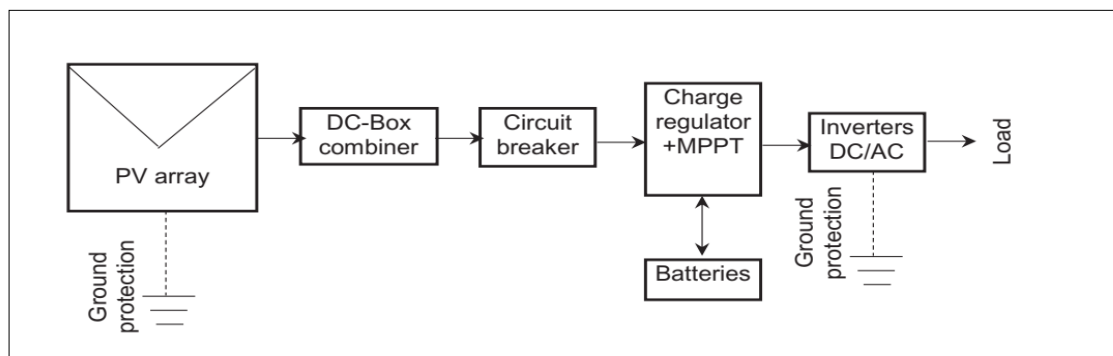 PV array
Ground
protection
DC-Box
combiner
Circuit
breaker
Charge
regulator
+MPPT
Batteries
Inverters
DC/AC
Ground
protection
Load